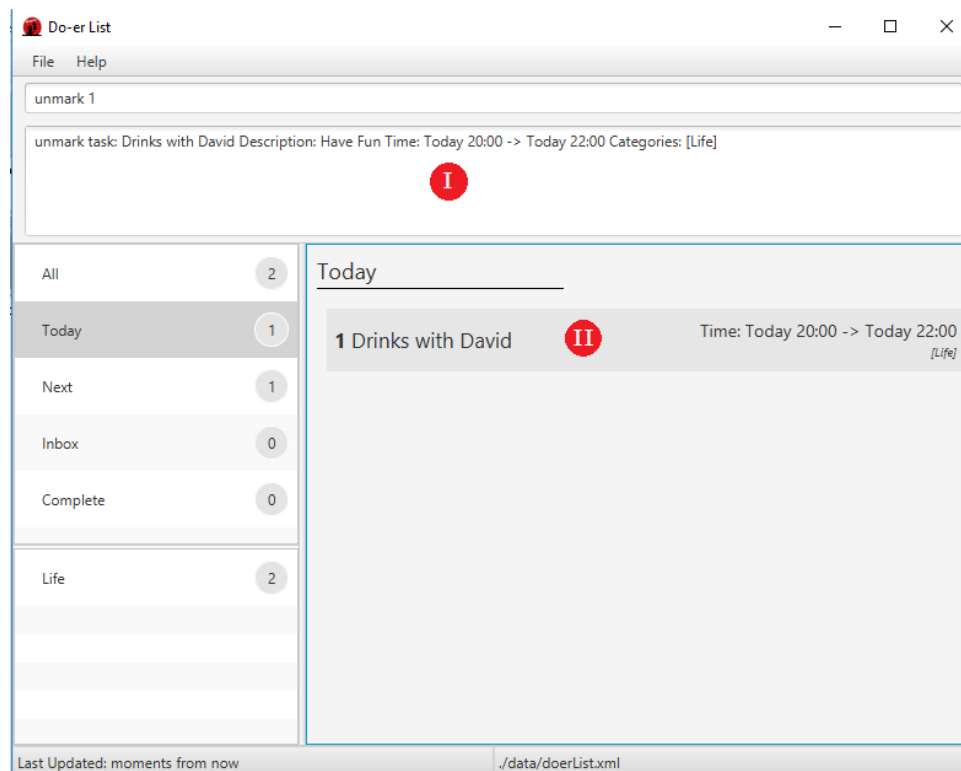 Do-er List
File Help
unmark 1
unmark task: Drinks with David Description: Have Fun Time: Today 20:00 -> Today 22:00 Categories: [Life]
I
All 2
Today 1
Next 1
Inbox 0
Complete 0
Life 2
Today
1 Drinks with David II Time: Today 20:00 -> Today 22:00
[Life]
Last Updated: moments from now ./data/doerList.xml